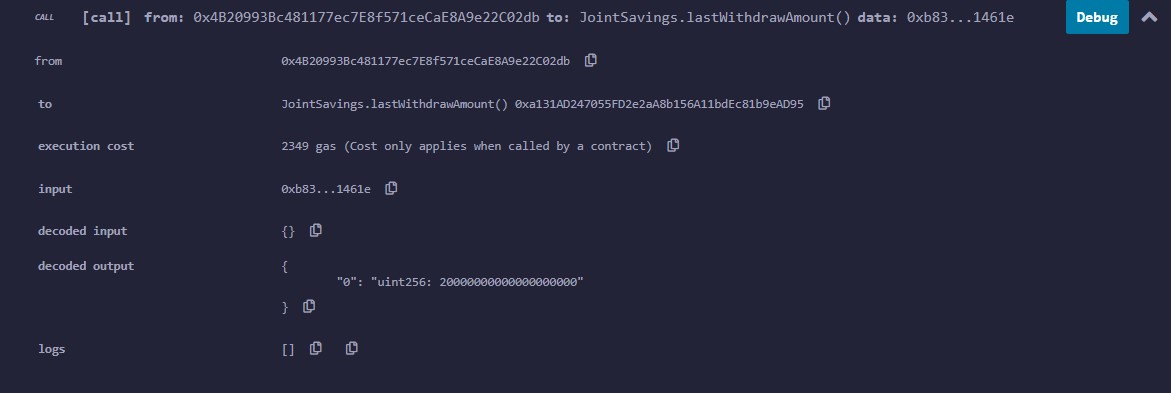 CALL [call] from: 0x4B20993Bc481177ec7E8f571ceCaE8A9e22C02db to: JointSavings.lastWithdrawAmount() data: 0xb83...1461e Debug
from 0x4B20993Bc481177ec7E8f571ceCaE8A9e22C02db
to JointSavings.lastWithdrawAmount() 0xa131AD247055FD2e2aA8b156A11bdEc81b9eAD95
execution cost 2349 gas (Cost only applies when called by a contract)
input 0xb83...1461e
decoded input {}
decoded output {
"0": "uint256: 20000000000000000000"
}
logs []